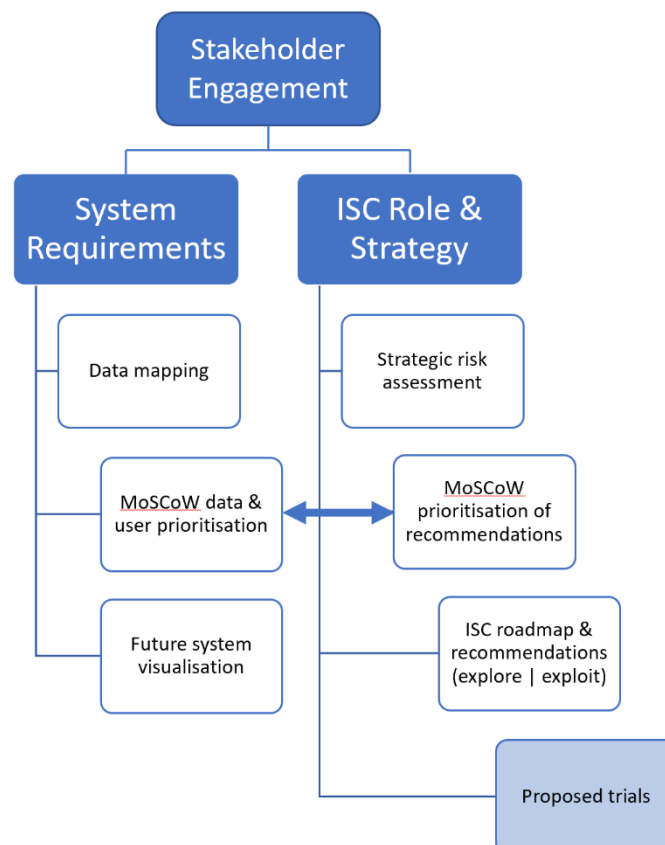 Stakeholder
Engagement
System
Requirements
ISC Role &
Strategy
Data mapping
Strategic risk
assessment
MoSCoW data &
user prioritisation
MoSCoW
prioritisation of
recommendations
Future system
visualisation
ISC roadmap &
recommendations
(explore | exploit)
Proposed trials